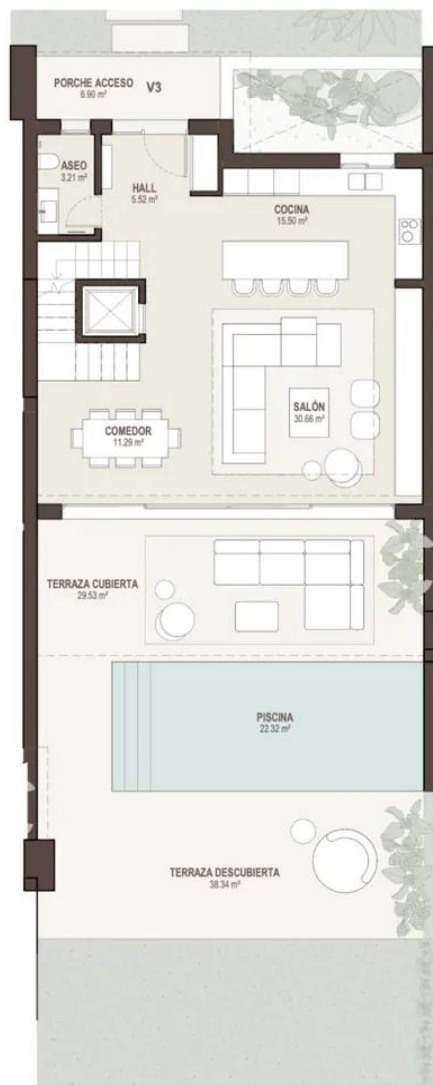 PORCHE ACCESO
6.90 m²
V3
ASEO
3.21 m²
HALL
5.52 m²
COCINA
15.50 m²
SALÓN
30.66 m²
COMEDOR
11.29 m²
TERRAZA CUBIERTA
29.53 m²
PISCINA
22.32 m²
TERRAZA DESCUBIERTA
38.34 m²